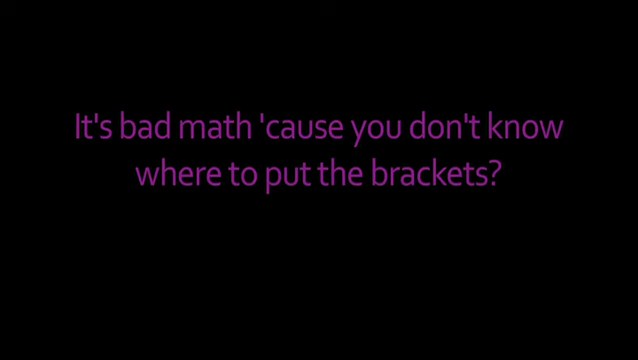 It's bad math 'cause you don't know
where to put the brackets?